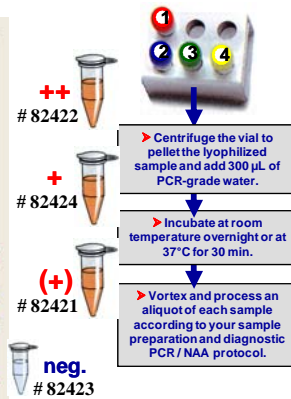 1
2 3 4
++
# 82422
+
# 82424
(+)
# 82421
neg.
# 82423
➤ Centrifuge the vial to
pellet the lyophilized
sample and add 300 µL of
PCR-grade water.
➤ Incubate at room
temperature overnight or at
37°C for 30 min.
➤ Vortex and process an
aliquot of each sample
according to your sample
preparation and diagnostic
PCR / NAA protocol.